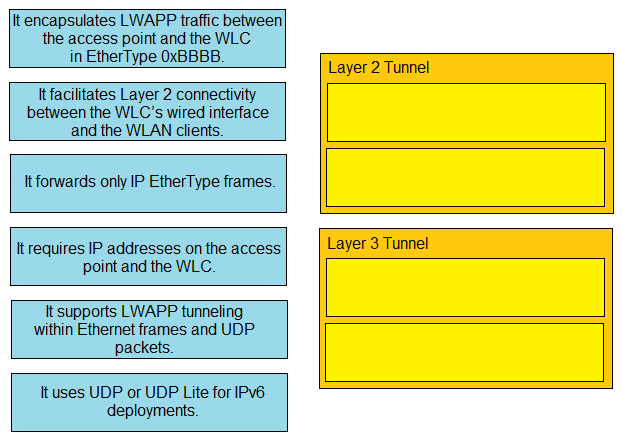 It encapsulates LWAPP traffic between
the access point and the WLC
in EtherType 0xBBBB.
It facilitates Layer 2 connectivity
between the WLC's wired interface
and the WLAN clients.
It forwards only IP EtherType frames.
It requires IP addresses on the access
point and the WLC.
It supports LWAPP tunneling
within Ethernet frames and UDP
packets.
It uses UDP or UDP Lite for IPv6
deployments.
Layer 2 Tunnel
Layer 3 Tunnel